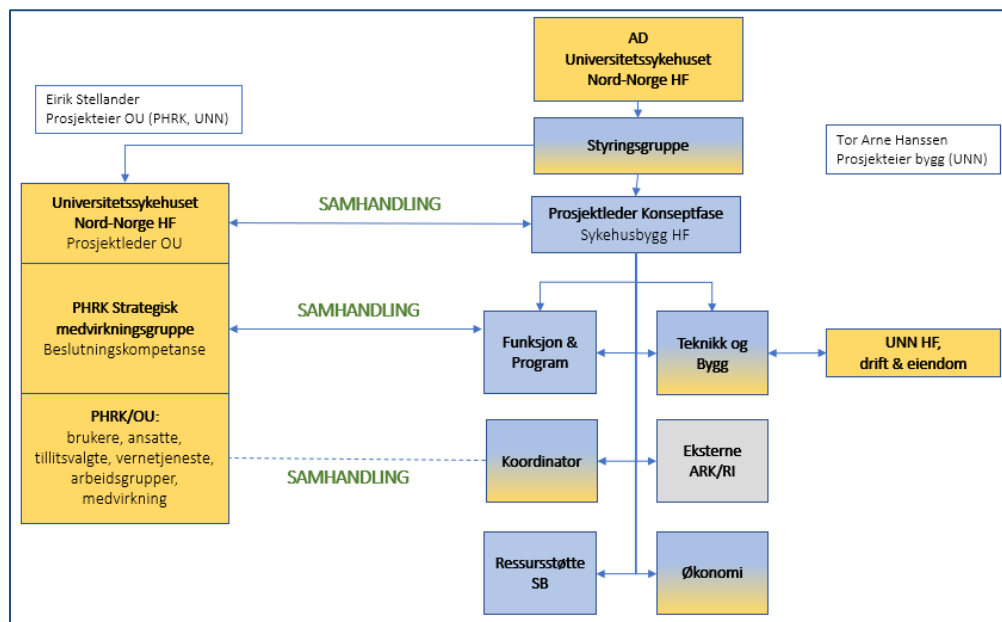 AD
Universitetssykehuset
Nord-Norge HF
Eirik Stellander
Prosjekteier OU (PHRK, UNN)
Styringsgruppe
Tor Arne Hanssen
Prosjekteier bygg (UNN)
Universitetssykehuset
Nord-Norge HF
Prosjektleder OU
SAMHANDLING
Prosjektleder Konseptfase
Sykehusbygg HF
PHRK Strategisk
medvirkningsgruppe
Beslutningskompetanse
SAMHANDLING
Funksjon &
Program
Teknikk og
Bygg
UNN HF,
drift & eiendom
PHRK/OU:
brukere, ansatte,
tillitsvalgte, vernetjeneste,
arbeidsgrupper,
medvirkning
SAMHANDLING
Koordinator
Eksterne
ARK/RI
Ressursstøtte
SB
Økonomi